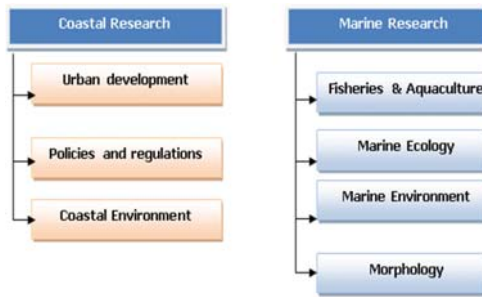 Coastal Research
Urban development
Policies and regulations
Coastal Environment
Marine Research
Fisheries & Aquaculture
Marine Ecology
Marine Environment
Morphology